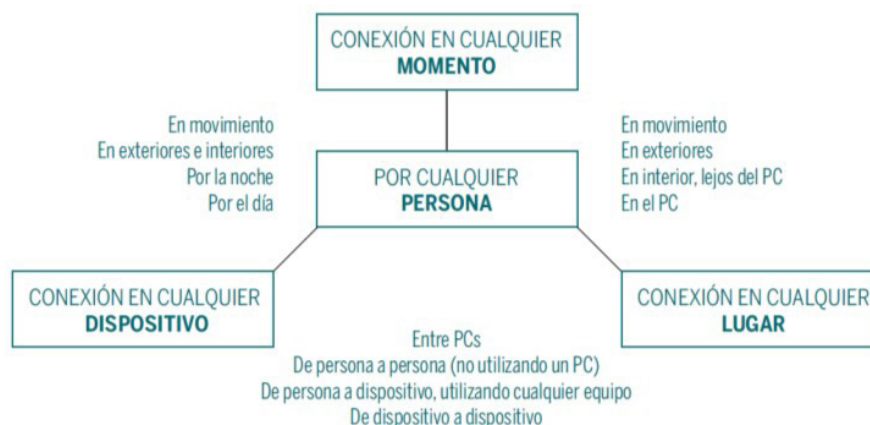 CONEXIÓN EN CUALQUIER
MOMENTO
En movimiento
En exteriores e interiores
Por la noche
Por el día
POR CUALQUIER
PERSONA
En movimiento
En exteriores
En interior, lejos del PC
En el PC
CONEXIÓN EN CUALQUIER
DISPOSITIVO
CONEXIÓN EN CUALQUIER
LUGAR
Entre PCs
De persona a persona (no utilizando un PC)
De persona a dispositivo, utilizando cualquier equipo
De dispositivo a dispositivo